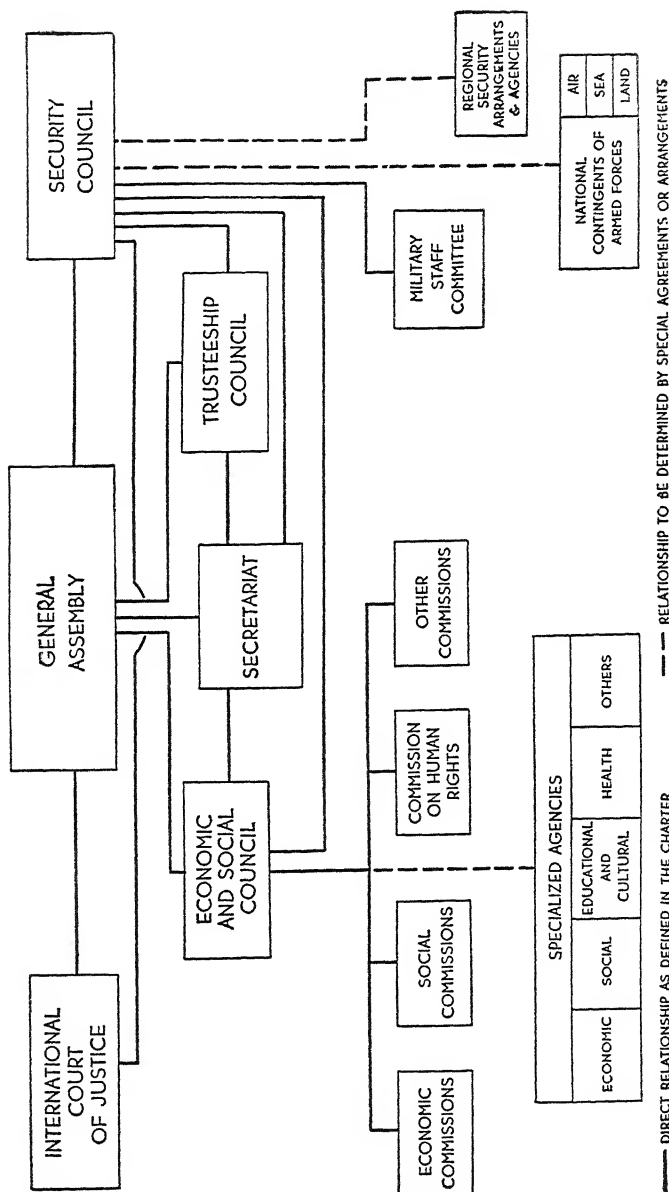 INTERNATIONAL
COURT
OF JUSTICE
GENERAL
ASSEMBLY
SECURITY
COUNCIL
ECONOMIC
AND SOCIAL
COUNCIL
SECRETARIAT
TRUSTEESHIP
COUNCIL
ECONOMIC
COMMISSIONS
SOCIAL
COMMISSIONS
COMMISSION
ON HUMAN
RIGHTS
OTHER
COMMISSIONS
MILITARY
STAFF
COMMITTEE
REGIONAL
SECURITY
ARRANGEMENTS
& AGENCIES
SPECIALIZED AGENCIES
ECONOMIC
SOCIAL
EDUCATIONAL
AND
CULTURAL
HEALTH
OTHERS
NATIONAL
CONTINGENTS OF
ARMED FORCES
AIR
SEA
LAND
DIRECT RELATIONSHIP AS DEFINED IN THE CHARTER
RELATIONSHIP TO BE DETERMINED BY SPECIAL AGREEMENTS OR ARRANGEMENTS